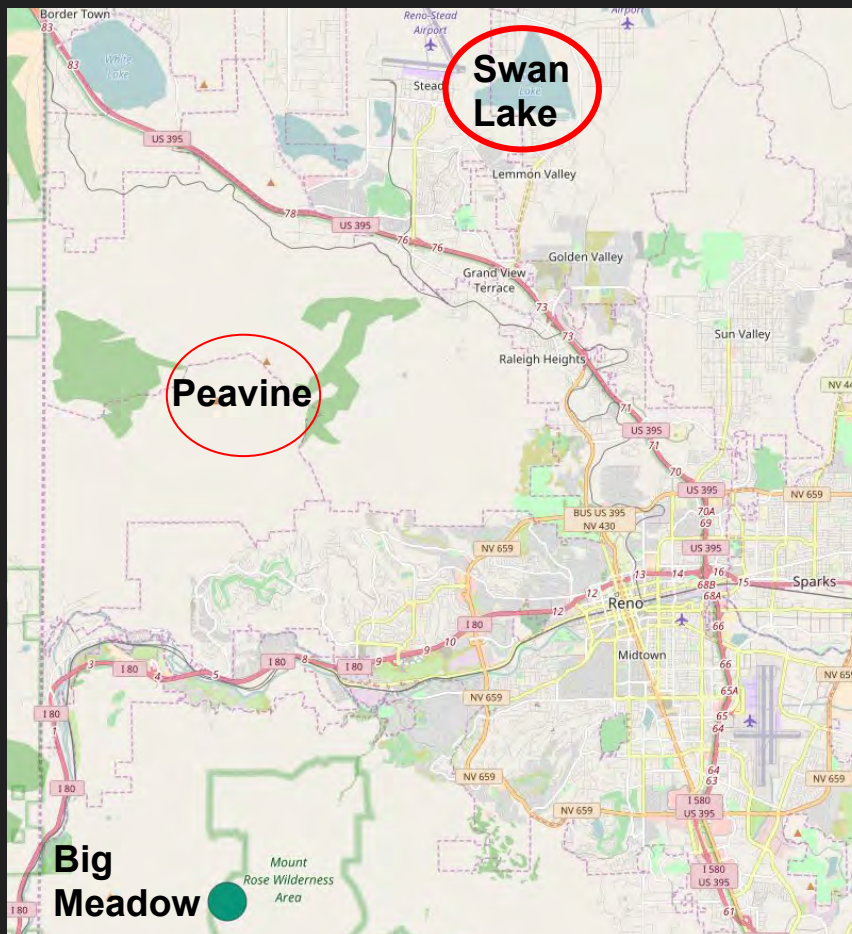 Border Town
83
83
White
Lake
Reno-Stead
Airport
Airport
Stead
Swan
Lake
Lake
US 395
Lemmon Valley
78
US 395
76
76
Golden Valley
Grand View
Terrace
73
73
Sun Valley
Raleigh Heights
Peavine
NV 44
71
US 395
71
70
US 395
NV 659
70A
69
BUS US 395
NV 430
US 395
NV 659
13
14
16
15
68B
68A
Sparks
12
12
Reno
I 80
10
9
9
I 80
8
I 80
5
4
I 80
3
66
Midtown
66
NV 659
65A
65
64
NV 659
I 80
1
64
63
NV 659
NV 659
I 80
I 580
US 395
NV 659
Big
Meadow
Mount
Rose Wilderness
Area
I 580
US 395
I 80
61